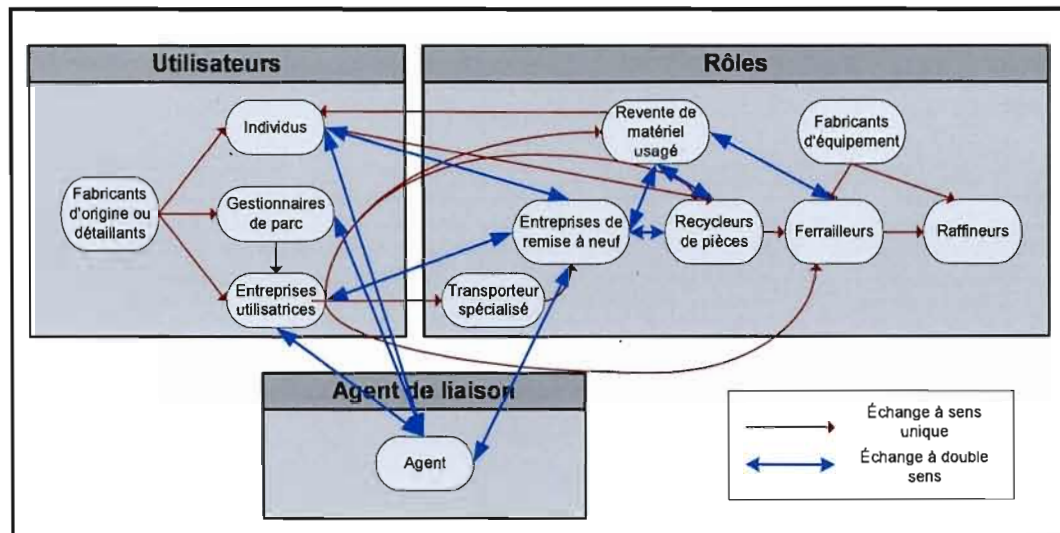 Utilisateurs
Rôles
Individus
Revente de
matériel
usagé
Fabricants
d'équipement
Fabricants
d'origine ou
détaillants
Gestionnaires
de parc
Entreprises de
remise à neuf
Recycleurs
de pièces
Ferrailleurs
Raffineurs
Entreprises
utilisatrices
Transporteur
spécialisé
Agent de liaison
Agent
Échange à sens
unique
Échange à double
sens